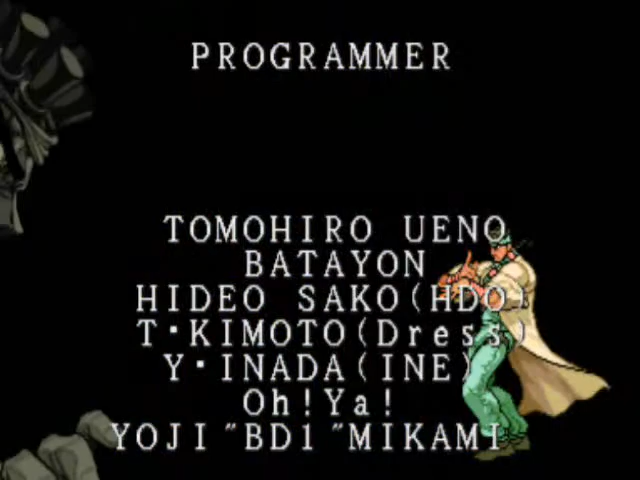 PROGRAMMER
TOMOHIRO UENO
BATAYON
HIDEO SAKO(HDO)
T·KIMOTO(Dress)
Y·INADA(INE)
Oh!Ya!
YOJI "BD1"MIKAMI